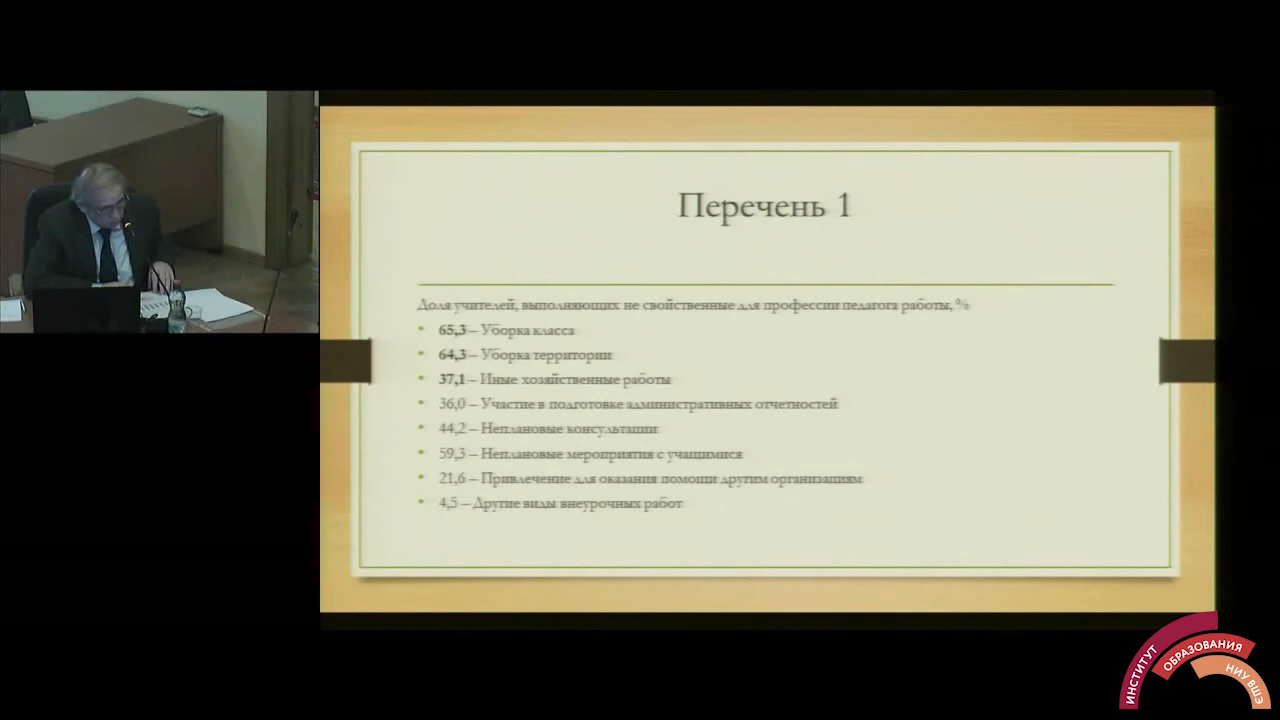 Перечень 1
Доля учителей, выполняющих не свойственные для профессии педагога работы, %
65,3 – Уборка класса
64,3 – Уборка территории
37,1 – Иные хозяйственные работы
36,0 – Участие в подготовке административных отчетностей
44,2 – Неплановые консультации
59,3 – Неплановые мероприятия с учащимися
21,6 – Привлечение для оказания помощи другим организациям
4,5 – Другие виды внеурочных работ
ИНСТИТУТ
ОБРАЗОВАНИЯ
НИУ ВШЭ